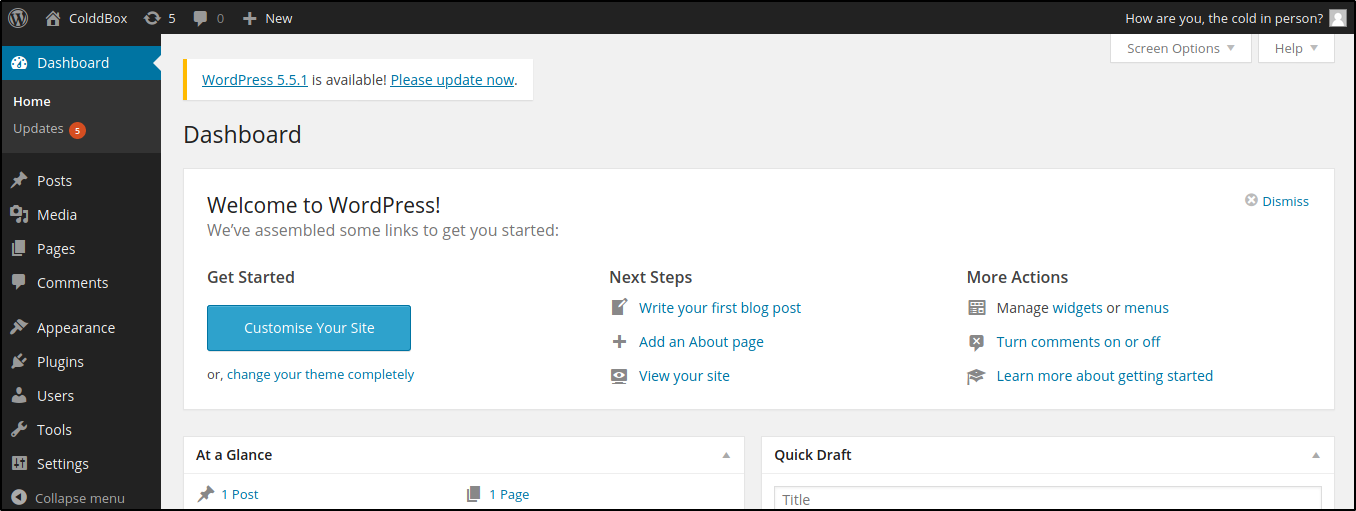 ColddBox 5 0 New How are you, the cold in person?
Screen Options Help
Dashboard
Home
Updates 5
Posts
Media
Pages
Comments
Appearance
Plugins
Users
Tools
Settings
Collapse menu
WordPress 5.5.1 is available! Please update now.
Dashboard
Welcome to WordPress!
We've assembled some links to get you started:
Dismiss
Get Started
Customise Your Site
or, change your theme completely
Next Steps
Write your first blog post
Add an About page
View your site
More Actions
Manage widgets or menus
Turn comments on or off
Learn more about getting started
At a Glance
1 Post
1 Page
Quick Draft
Title